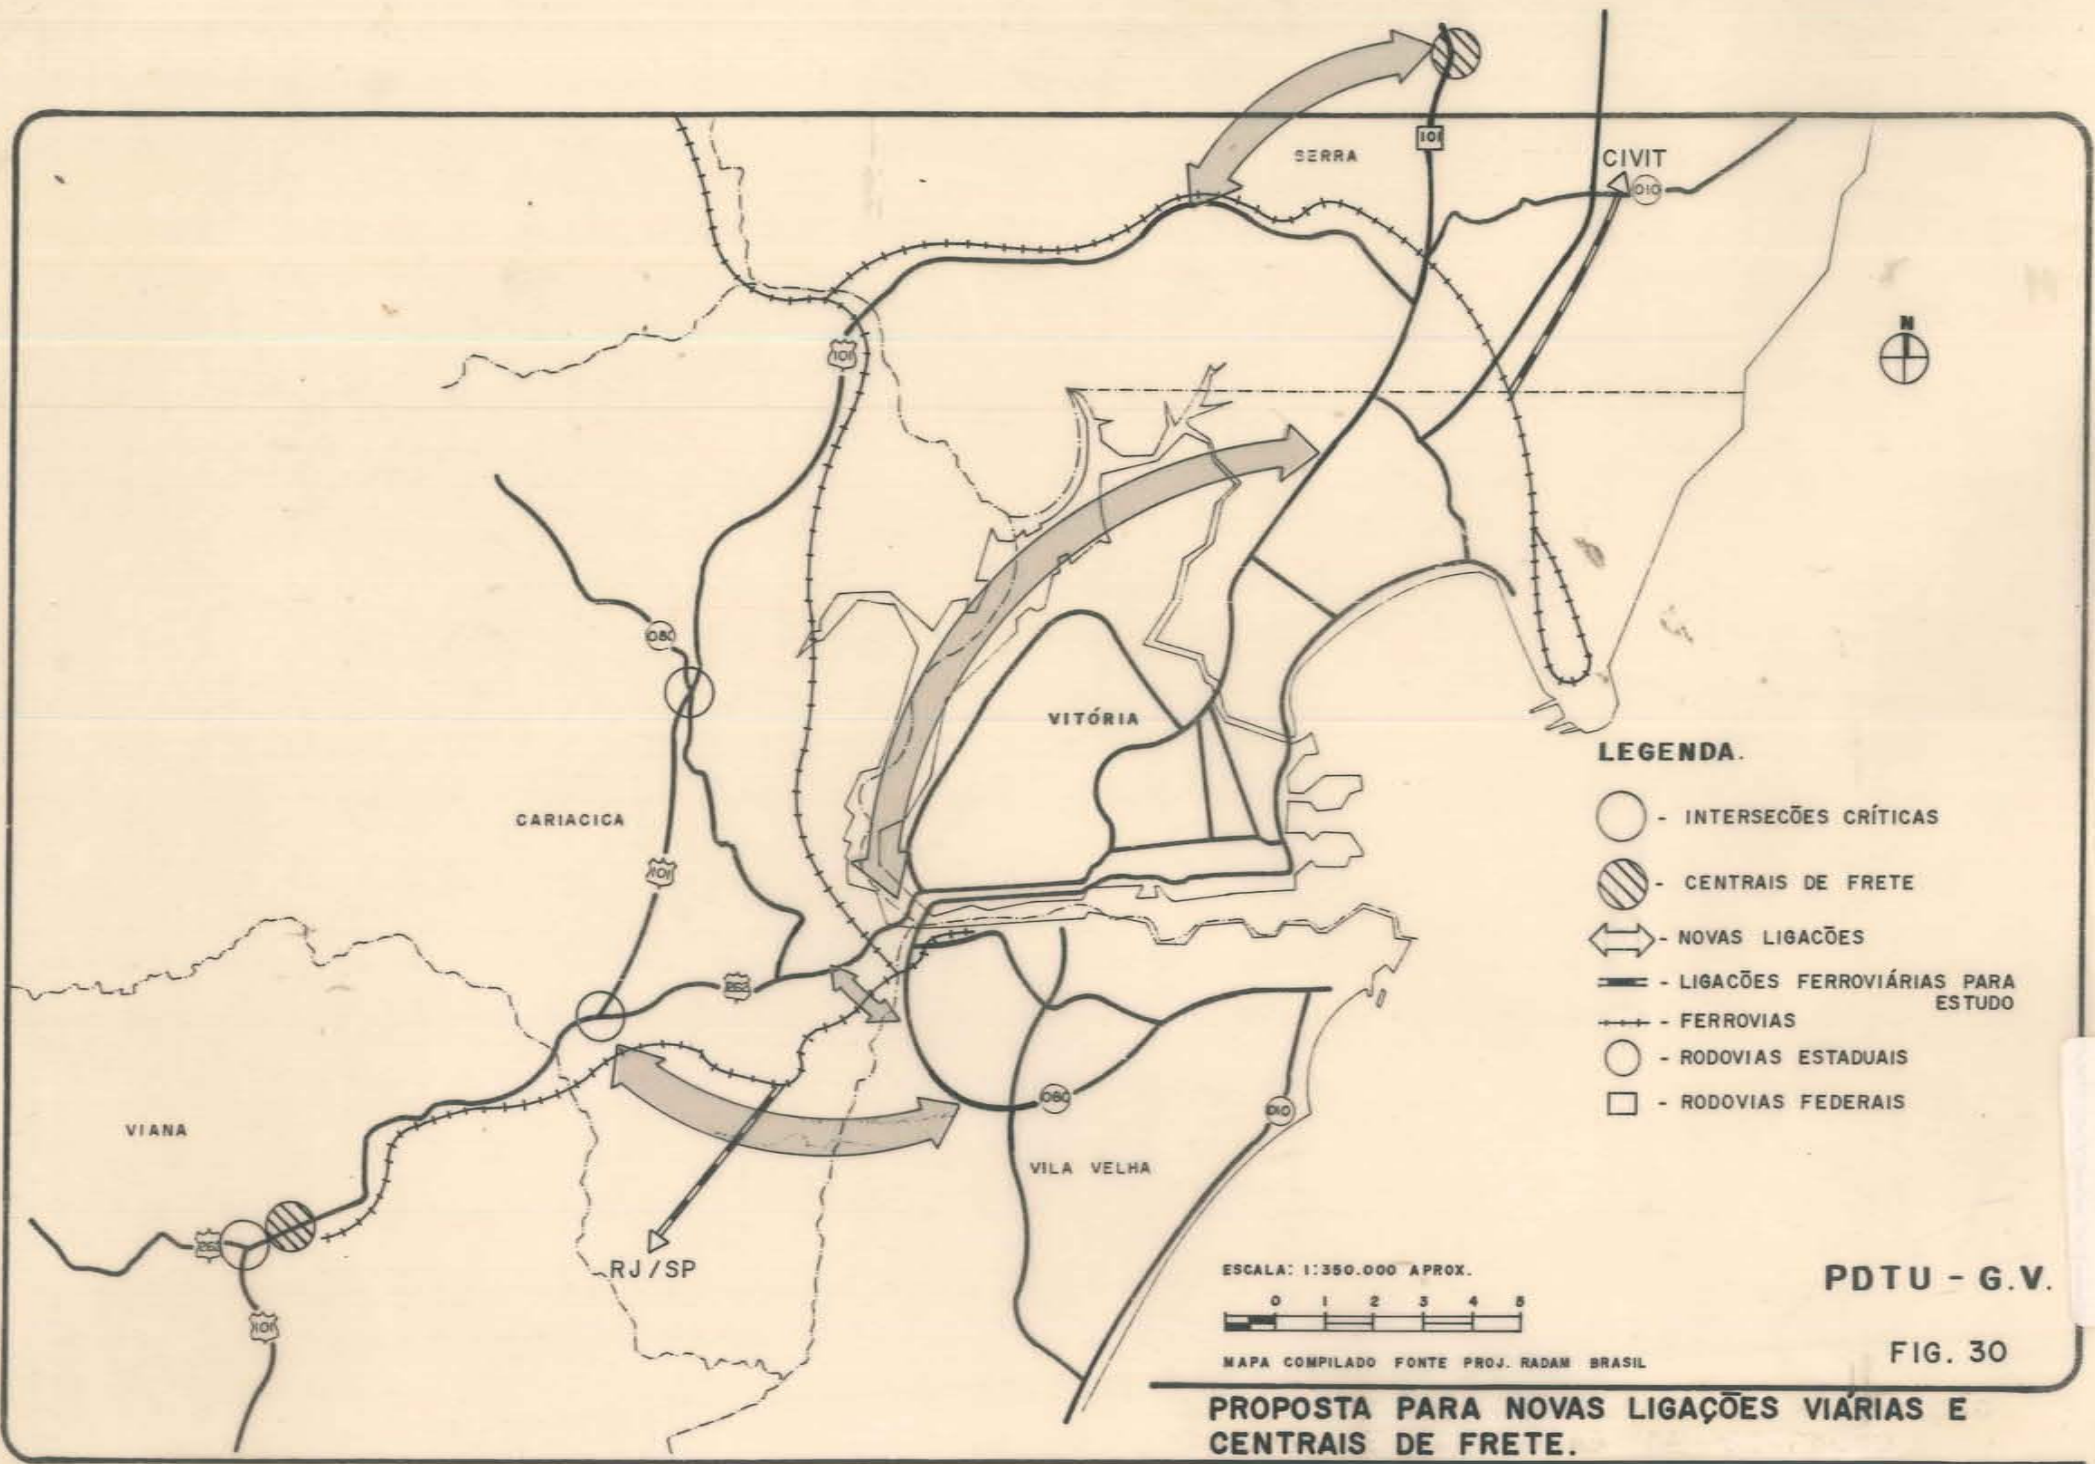 SERRA
101
CIVIT
010
N
101
080
VITÓRIA
CARIACICA
101
262
080
010
VIANA
VILA VELHA
262
RJ/SP
101
LEGENDA.
- INTERSECÕES CRÍTICAS
- CENTRAIS DE FRETE
- NOVAS LIGACÕES
- LIGACÕES FERROVIÁRIAS PARA
ESTUDO
- FERROVIAS
- RODOVIAS ESTADUAIS
- RODOVIAS FEDERAIS
ESCALA: 1:350.000 APROX.
0 1 2 3 4 5
MAPA COMPILADO FONTE PROJ. RADAM BRASIL
PDTU - G.V.
FIG. 30
PROPOSTA PARA NOVAS LIGAÇÕES VIÁRIAS E
CENTRAIS DE FRETE.